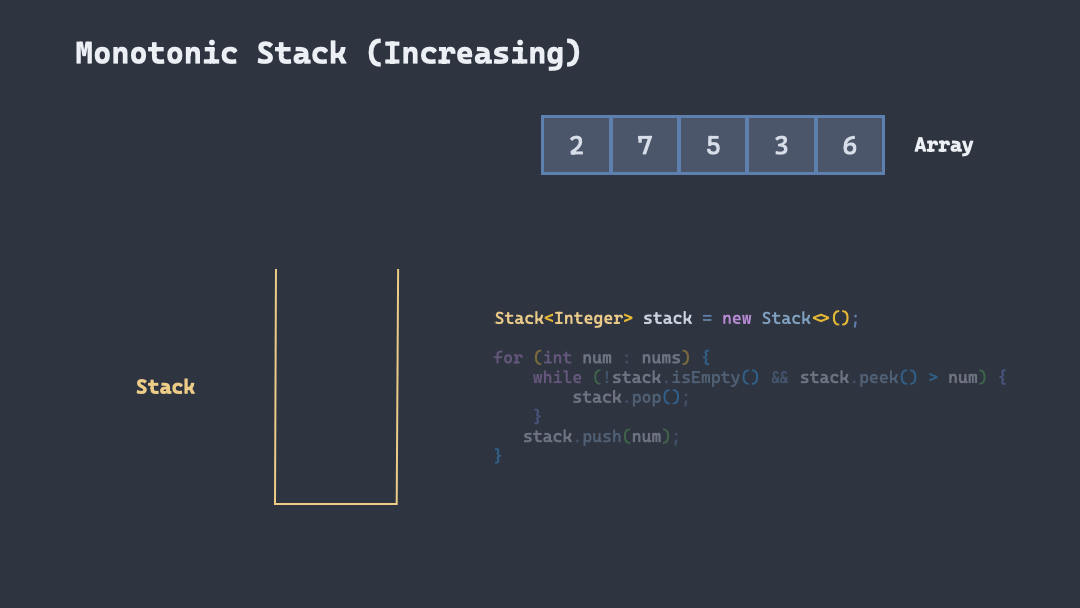 Monotonic Stack (Increasing)
2 7 5 3 6 Array
Stack<Integer> stack = new Stack<>();
for (int num : nums) {
    while (!stack.isEmpty() && stack.peek() > num) {
        stack.pop();
    }
   stack.push(num);
}
Stack